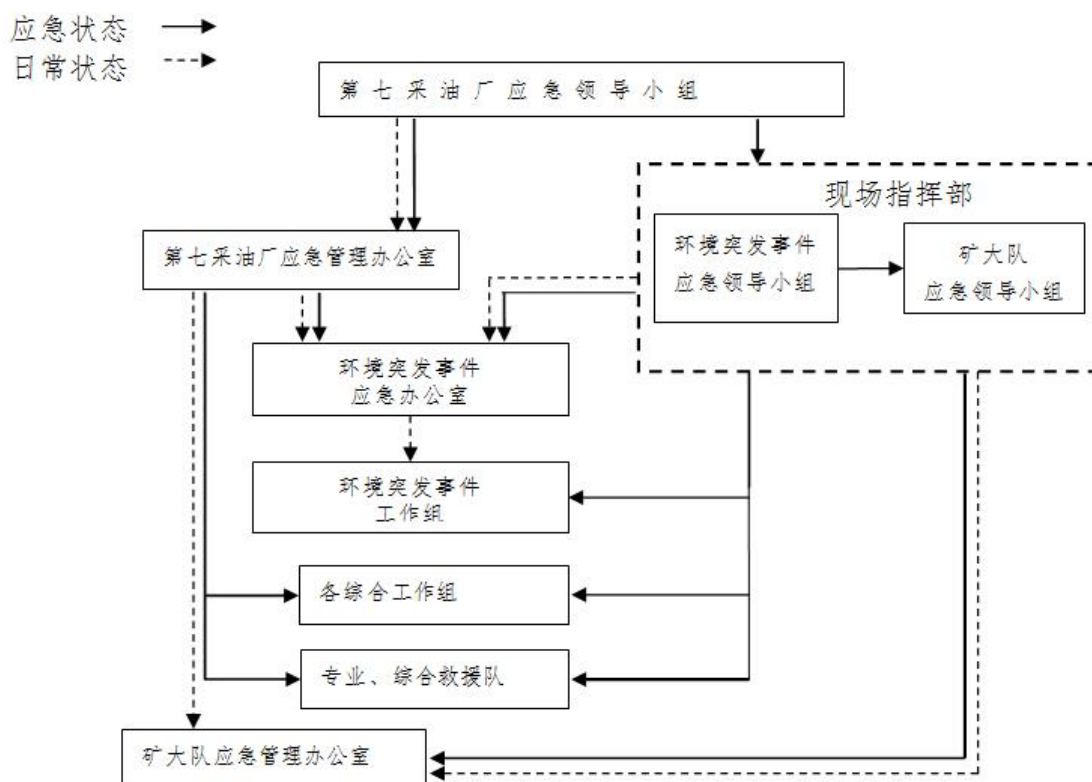 应急状态
日常状态
第七采油厂应急领导小组
现场指挥部
环境突发事件
应急领导小组
矿大队
应急领导小组
第七采油厂应急管理办公室
环境突发事件
应急办公室
环境突发事件
工作组
各综合工作组
专业、综合救援队
矿大队应急管理办公室